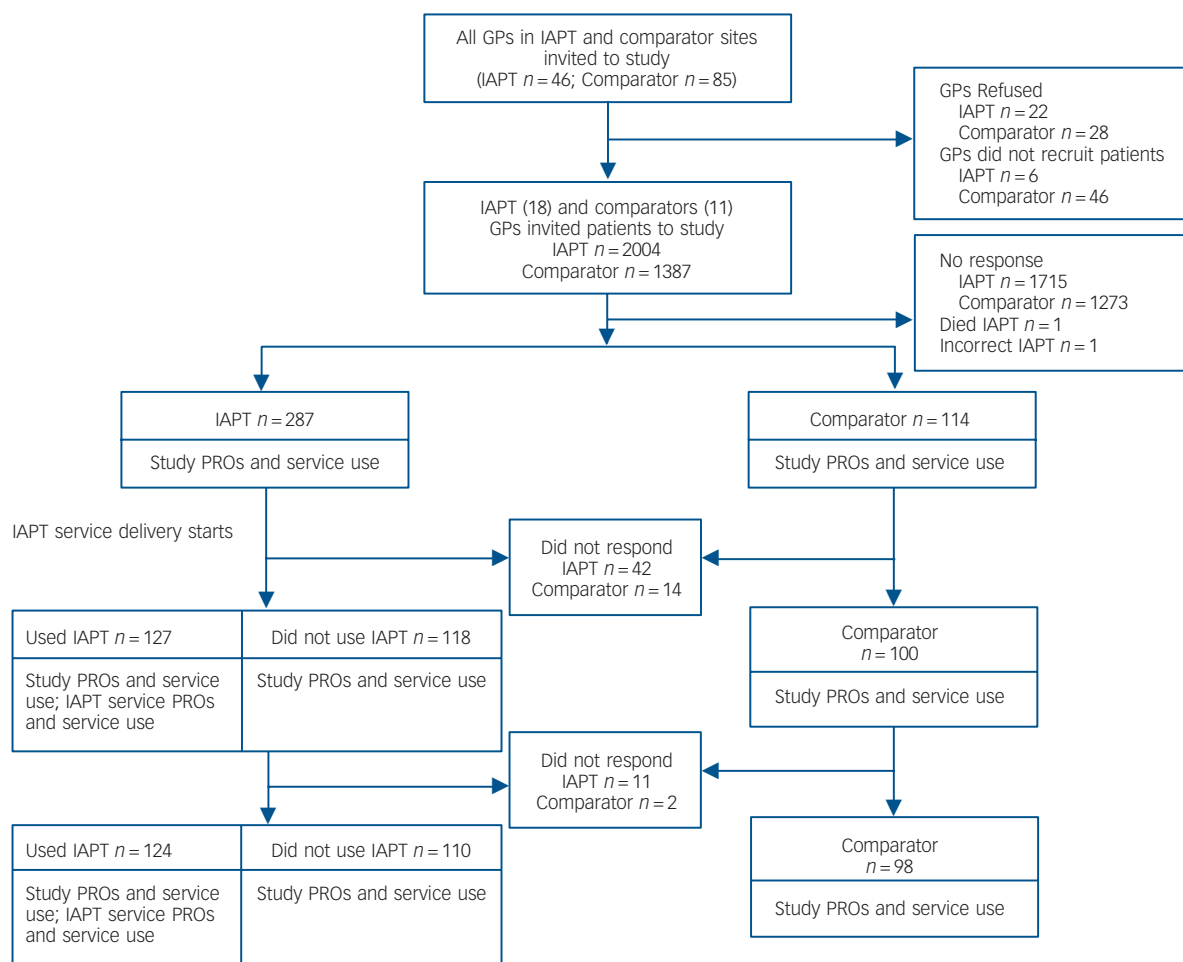 All GPs in IAPT and comparator sites
invited to study
(IAPT n = 46; Comparator n = 85)
GPs Refused
IAPT n = 22
Comparator n = 28
GPs did not recruit patients
IAPT n = 6
Comparator n = 46
IAPT (18) and comparators (11)
GPs invited patients to study
IAPT n = 2004
Comparator n = 1387
No response
IAPT n = 1715
Comparator n = 1273
Died IAPT n = 1
Incorrect IAPT n = 1
IAPT n = 287
Study PROs and service use
Comparator n = 114
Study PROs and service use
IAPT service delivery starts
Did not respond
IAPT n = 42
Comparator n = 14
Used IAPT n = 127
Study PROs and service
use; IAPT service PROs
and service use
Did not use IAPT n = 118
Study PROs and service use
Comparator
n = 100
Study PROs and service use
Did not respond
IAPT n = 11
Comparator n = 2
Used IAPT n = 124
Study PROs and service
use; IAPT service PROs
and service use
Did not use IAPT n = 110
Study PROs and service use
Comparator
n = 98
Study PROs and service use